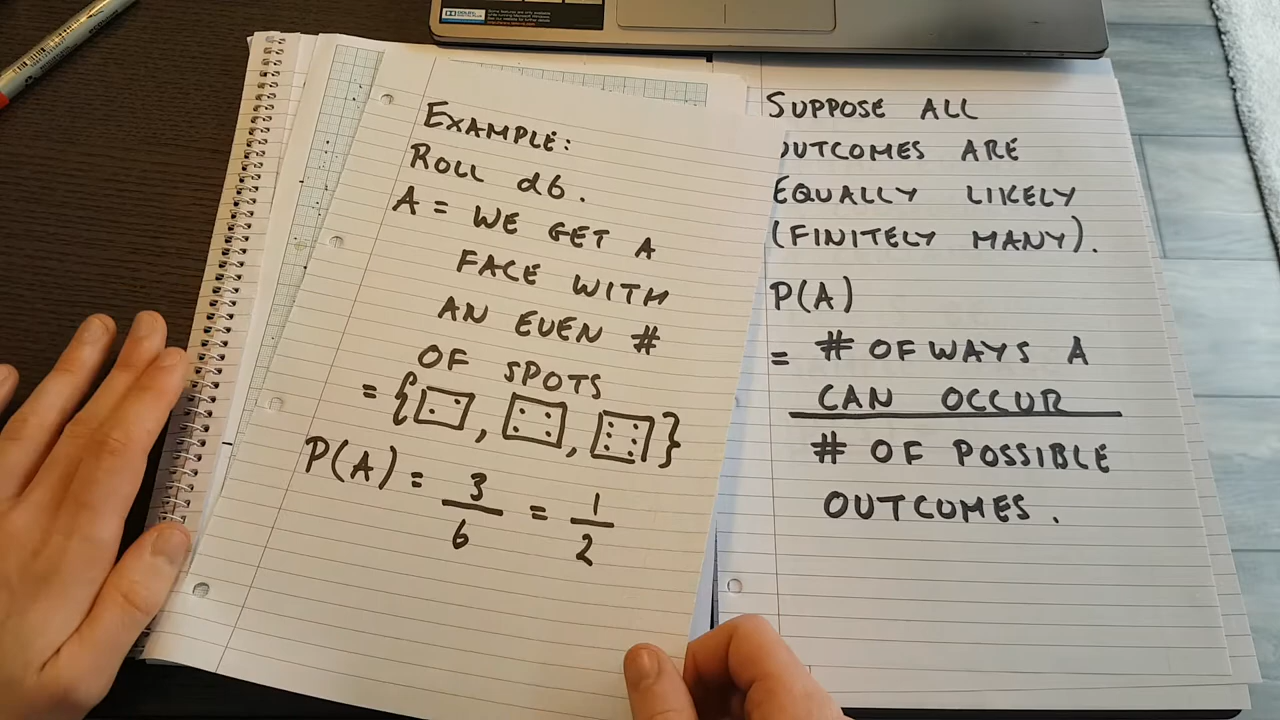 EXAMPLE:
ROLL d6.
A = WE GET A
FACE WITH
AN EVEN #
OF SPOTS
= { , , }
P(A) = 3/6 = 1/2
SUPPOSE ALL
OUTCOMES ARE
EQUALLY LIKELY
(FINITELY MANY).
P(A)
= # OF WAYS A
CAN OCCUR
# OF POSSIBLE
OUTCOMES.